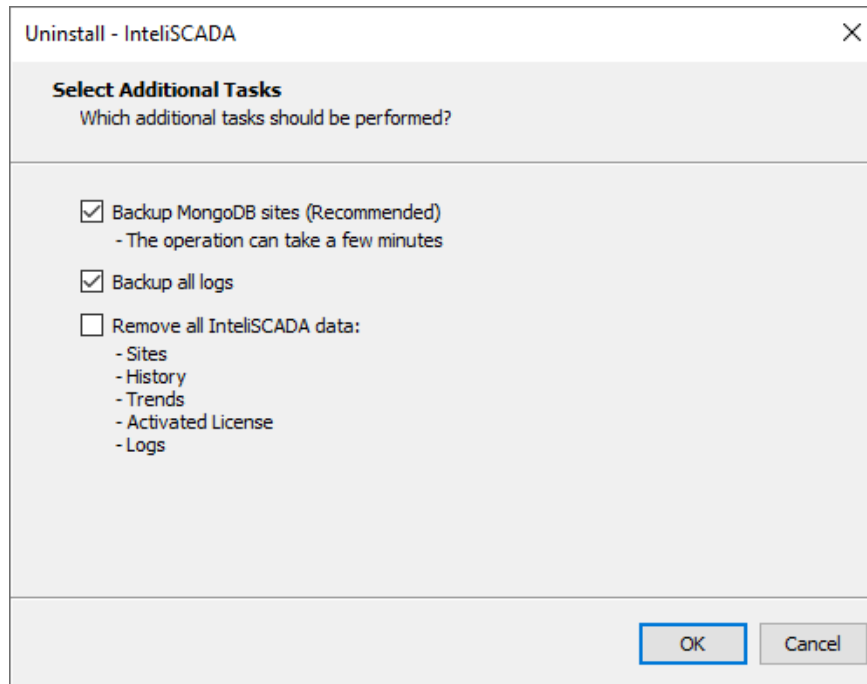 Uninstall - InteliSCADA
Select Additional Tasks
Which additional tasks should be performed?
Backup MongoDB sites (Recommended)
- The operation can take a few minutes
Backup all logs
Remove all InteliSCADA data:
- Sites
- History
- Trends
- Activated License
- Logs
OK Cancel